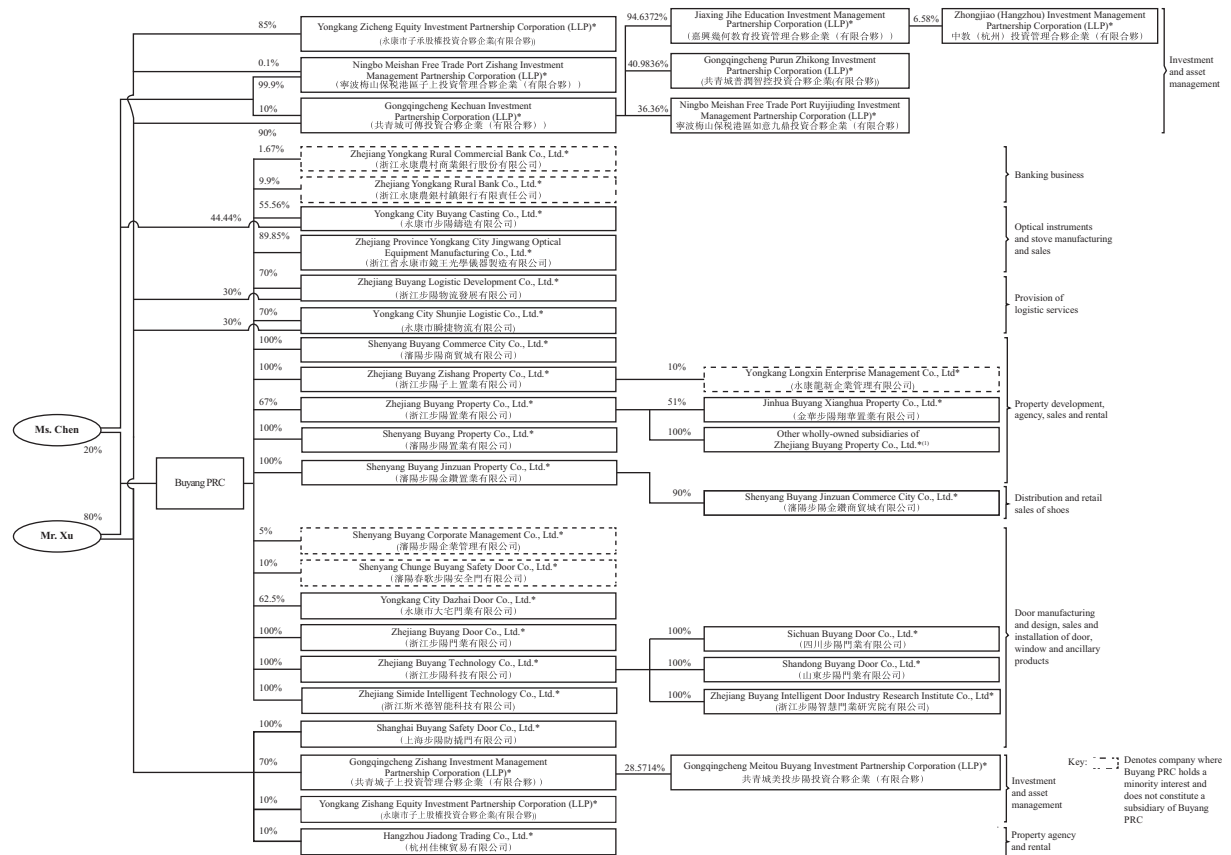 85%
Yongkang Zicheng Equity Investment Partnership Corporation (LLP)*
(永康市子承股權投資合夥企業(有限合夥))
94.6372%
Jiaxing Jihe Education Investment Management
Partnership Corporation (LLP)*
(嘉興幾何教育投資管理合夥企業（有限合夥）)
6.58%
Zhongjiao (Hangzhou) Investment Management
Partnership Corporation (LLP)*
中教（杭州）投資管理合夥企業（有限合夥）
0.1%
99.9%
Ningbo Meishan Free Trade Port Zishang Investment
Management Partnership Corporation (LLP)*
(寧波梅山保稅港區子上投資管理合夥企業（有限合夥）)
40.9836%
Gongqingcheng Purun Zhikong Investment
Partnership Corporation (LLP)*
(共青城普潤智控投資合夥企業(有限合夥))
Investment
and asset
management
10%
90%
Gongqingcheng Kechuan Investment
Partnership Corporation (LLP)*
(共青城可傳投資合夥企業（有限合夥）)
36.36%
Ningbo Meishan Free Trade Port Ruyijiuding Investment
Management Partnership Corporation (LLP)*
寧波梅山保稅港區如意九鼎投資合夥企業（有限合夥）
1.67%
Zhejiang Yongkang Rural Commercial Bank Co., Ltd.*
(浙江永康農村商業銀行股份有限公司)
9.9%
Zhejiang Yongkang Rural Bank Co., Ltd.*
(浙江永康農銀村鎮銀行有限責任公司)
Banking business
44.44%
55.56%
Yongkang City Buyang Casting Co., Ltd.*
(永康市步陽鑄造有限公司)
89.85%
Zhejiang Province Yongkang City Jingwang Optical
Equipment Manufacturing Co., Ltd.*
(浙江省永康市鏡王光學儀器製造有限公司)
Optical instruments
and stove manufacturing
and sales
30%
70%
Zhejiang Buyang Logistic Development Co., Ltd.*
(浙江步陽物流發展有限公司)
30%
70%
Yongkang City Shunjie Logistic Co., Ltd.*
(永康市瞬捷物流有限公司)
Provision of
logistic services
100%
Shenyang Buyang Commerce City Co., Ltd.*
(瀋陽步陽商貿城有限公司)
100%
Zhejiang Buyang Zishang Property Co., Ltd.*
(浙江步陽子上置業有限公司)
10%
Yongkang Longxin Enterprise Management Co., Ltd*
(永康龍新企業管理有限公司)
67%
Zhejiang Buyang Property Co., Ltd.*
(浙江步陽置業有限公司)
51%
Jinhua Buyang Xianghua Property Co., Ltd.*
(金華步陽翔華置業有限公司)
Property development,
agency, sales and rental
100%
Shenyang Buyang Property Co., Ltd.*
(瀋陽步陽置業有限公司)
100%
Other wholly-owned subsidiaries of
Zhejiang Buyang Property Co., Ltd.*(1)
100%
Shenyang Buyang Jinzuan Property Co., Ltd.*
(瀋陽步陽金鑽置業有限公司)
90%
Shenyang Buyang Jinzuan Commerce City Co., Ltd.*
(瀋陽步陽金鑽商貿城有限公司)
Distribution and retail
sales of shoes
Ms. Chen
20%
Buyang PRC
80%
Mr. Xu
5%
Shenyang Buyang Corporate Management Co., Ltd.*
(瀋陽步陽企業管理有限公司)
10%
Shenyang Chunge Buyang Safety Door Co., Ltd.*
(瀋陽春歌步陽安全門有限公司)
62.5%
Yongkang City Dazhai Door Co., Ltd.*
(永康市大宅門業有限公司)
100%
Zhejiang Buyang Door Co., Ltd.*
(浙江步陽門業有限公司)
100%
Sichuan Buyang Door Co., Ltd.*
(四川步陽門業有限公司)
Door manufacturing
and design, sales and
installation of door,
window and ancillary
products
100%
Zhejiang Buyang Technology Co., Ltd.*
(浙江步陽科技有限公司)
100%
Shandong Buyang Door Co., Ltd.*
(山東步陽門業有限公司)
100%
Zhejiang Simide Intelligent Technology Co., Ltd.*
(浙江斯米德智能科技有限公司)
100%
Zhejiang Buyang Intelligent Door Industry Research Institute Co., Ltd*
(浙江步陽智慧門業研究院有限公司)
100%
Shanghai Buyang Safety Door Co., Ltd.*
(上海步陽防撬門有限公司)
70%
Gongqingcheng Zishang Investment Management
Partnership Corporation (LLP)*
(共青城子上投資管理合夥企業（有限合夥）)
28.5714%
Gongqingcheng Meitou Buyang Investment Partnership Corporation (LLP)*
共青城美投步陽投資合夥企業（有限合夥）
10%
Yongkang Zishang Equity Investment Partnership Corporation (LLP)*
(永康市子上股權投資合夥企業(有限合夥))
Investment
and asset
management
10%
Hangzhou Jiadong Trading Co., Ltd.*
(杭州佳棟貿易有限公司)
Property agency
and rental
Key:
Denotes company where
Buyang PRC holds a
minority interest and
does not constitute a
subsidiary of Buyang
PRC